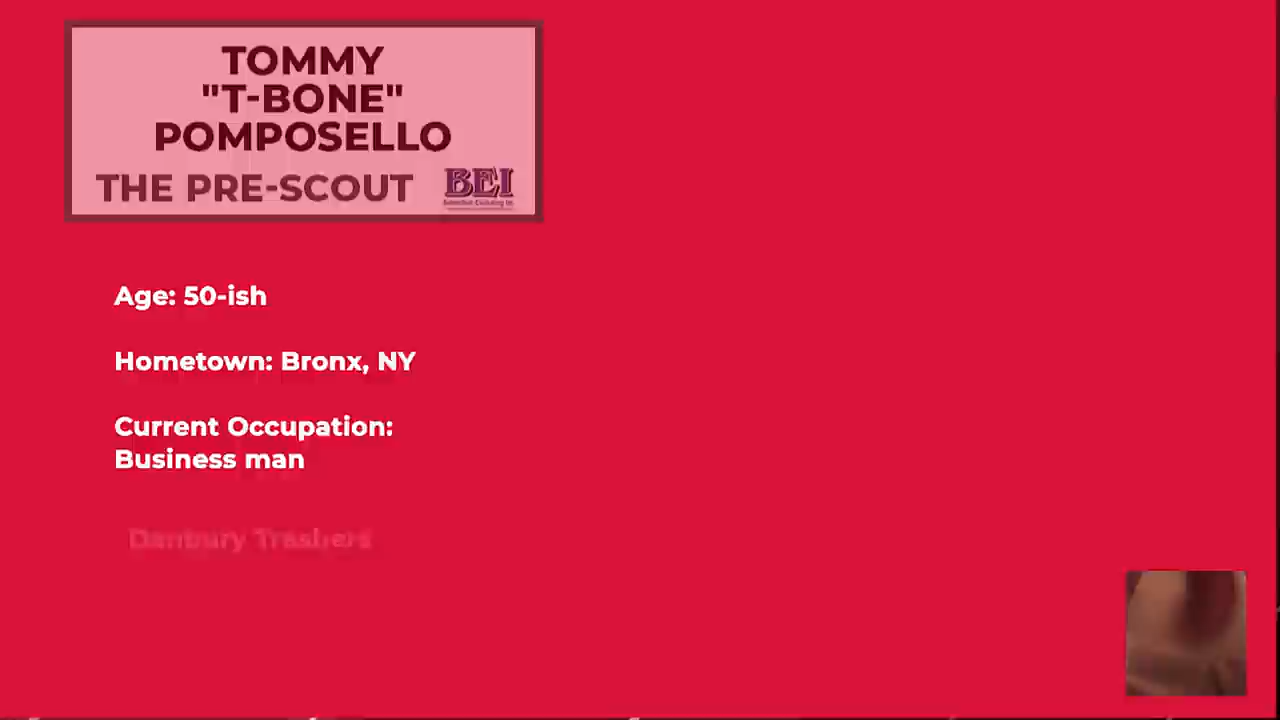 TOMMY
"T-BONE"
POMPOSELLO
THE PRE-SCOUT
BEI
Age: 50-ish
Hometown: Bronx, NY
Current Occupation:
Business man
Danbury Trashers